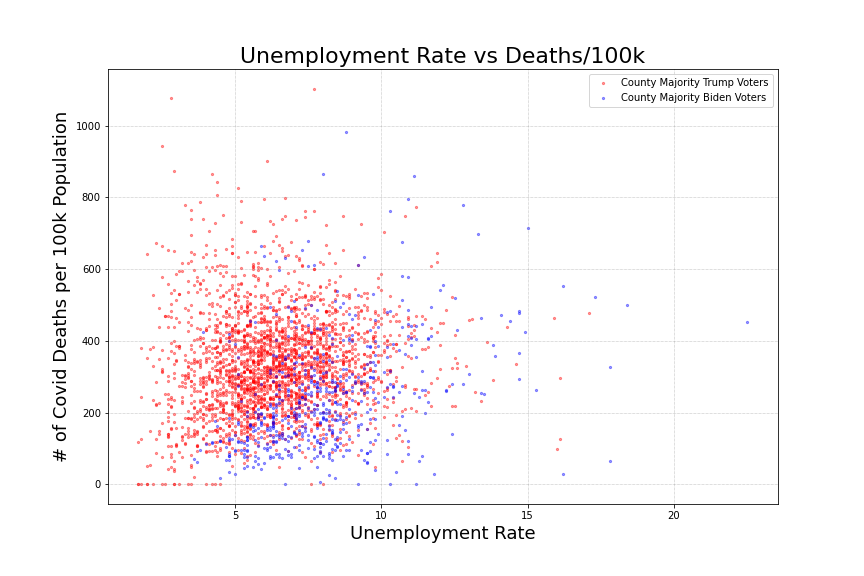 Unemployment Rate vs Deaths/100k
County Majority Trump Voters
County Majority Biden Voters
# of Covid Deaths per 100k Population
1000
800
600
400
200
0
5 10 15 20
Unemployment Rate